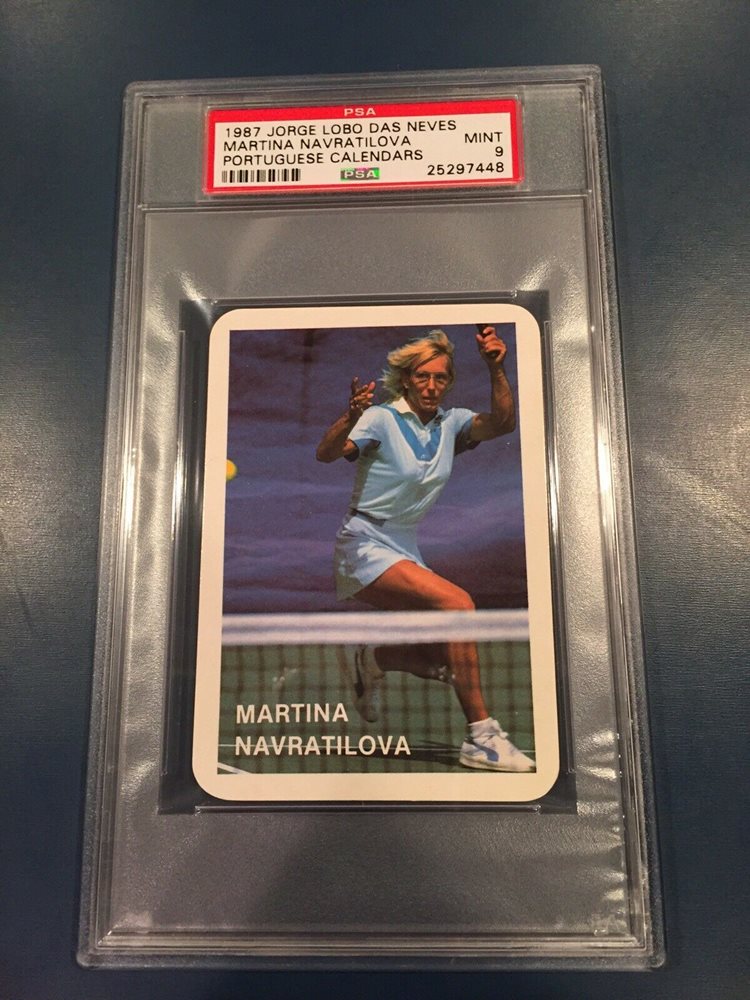 PSA
1987 JORGE LOBO DAS NEVES
MARTINA NAVRATILOVA MINT
PORTUGUESE CALENDARS 9
PSA 25297448
MARTINA
NAVRATILOVA